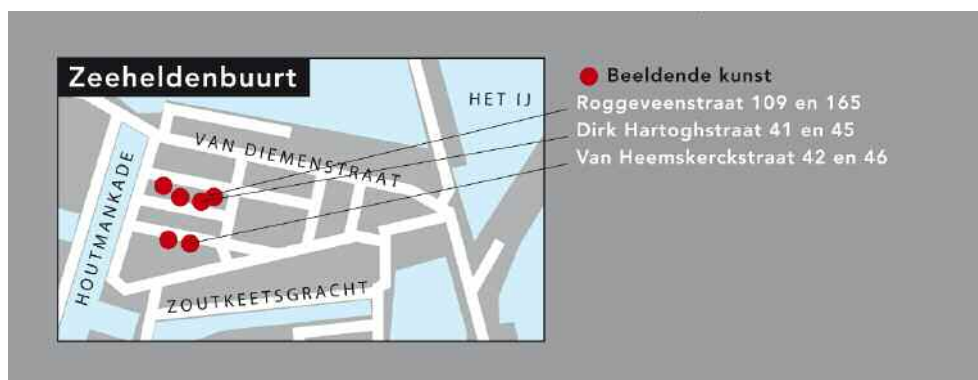 Zeeheldenbuurt
HET IJ
VAN DIEMENSTRAAT
HOUTMANKADE
ZOUTKEETSGRACHT
Beeldende kunst
Roggeveenstraat 109 en 165
Dirk Hartoghstraat 41 en 45
Van Heemskerckstraat 42 en 46